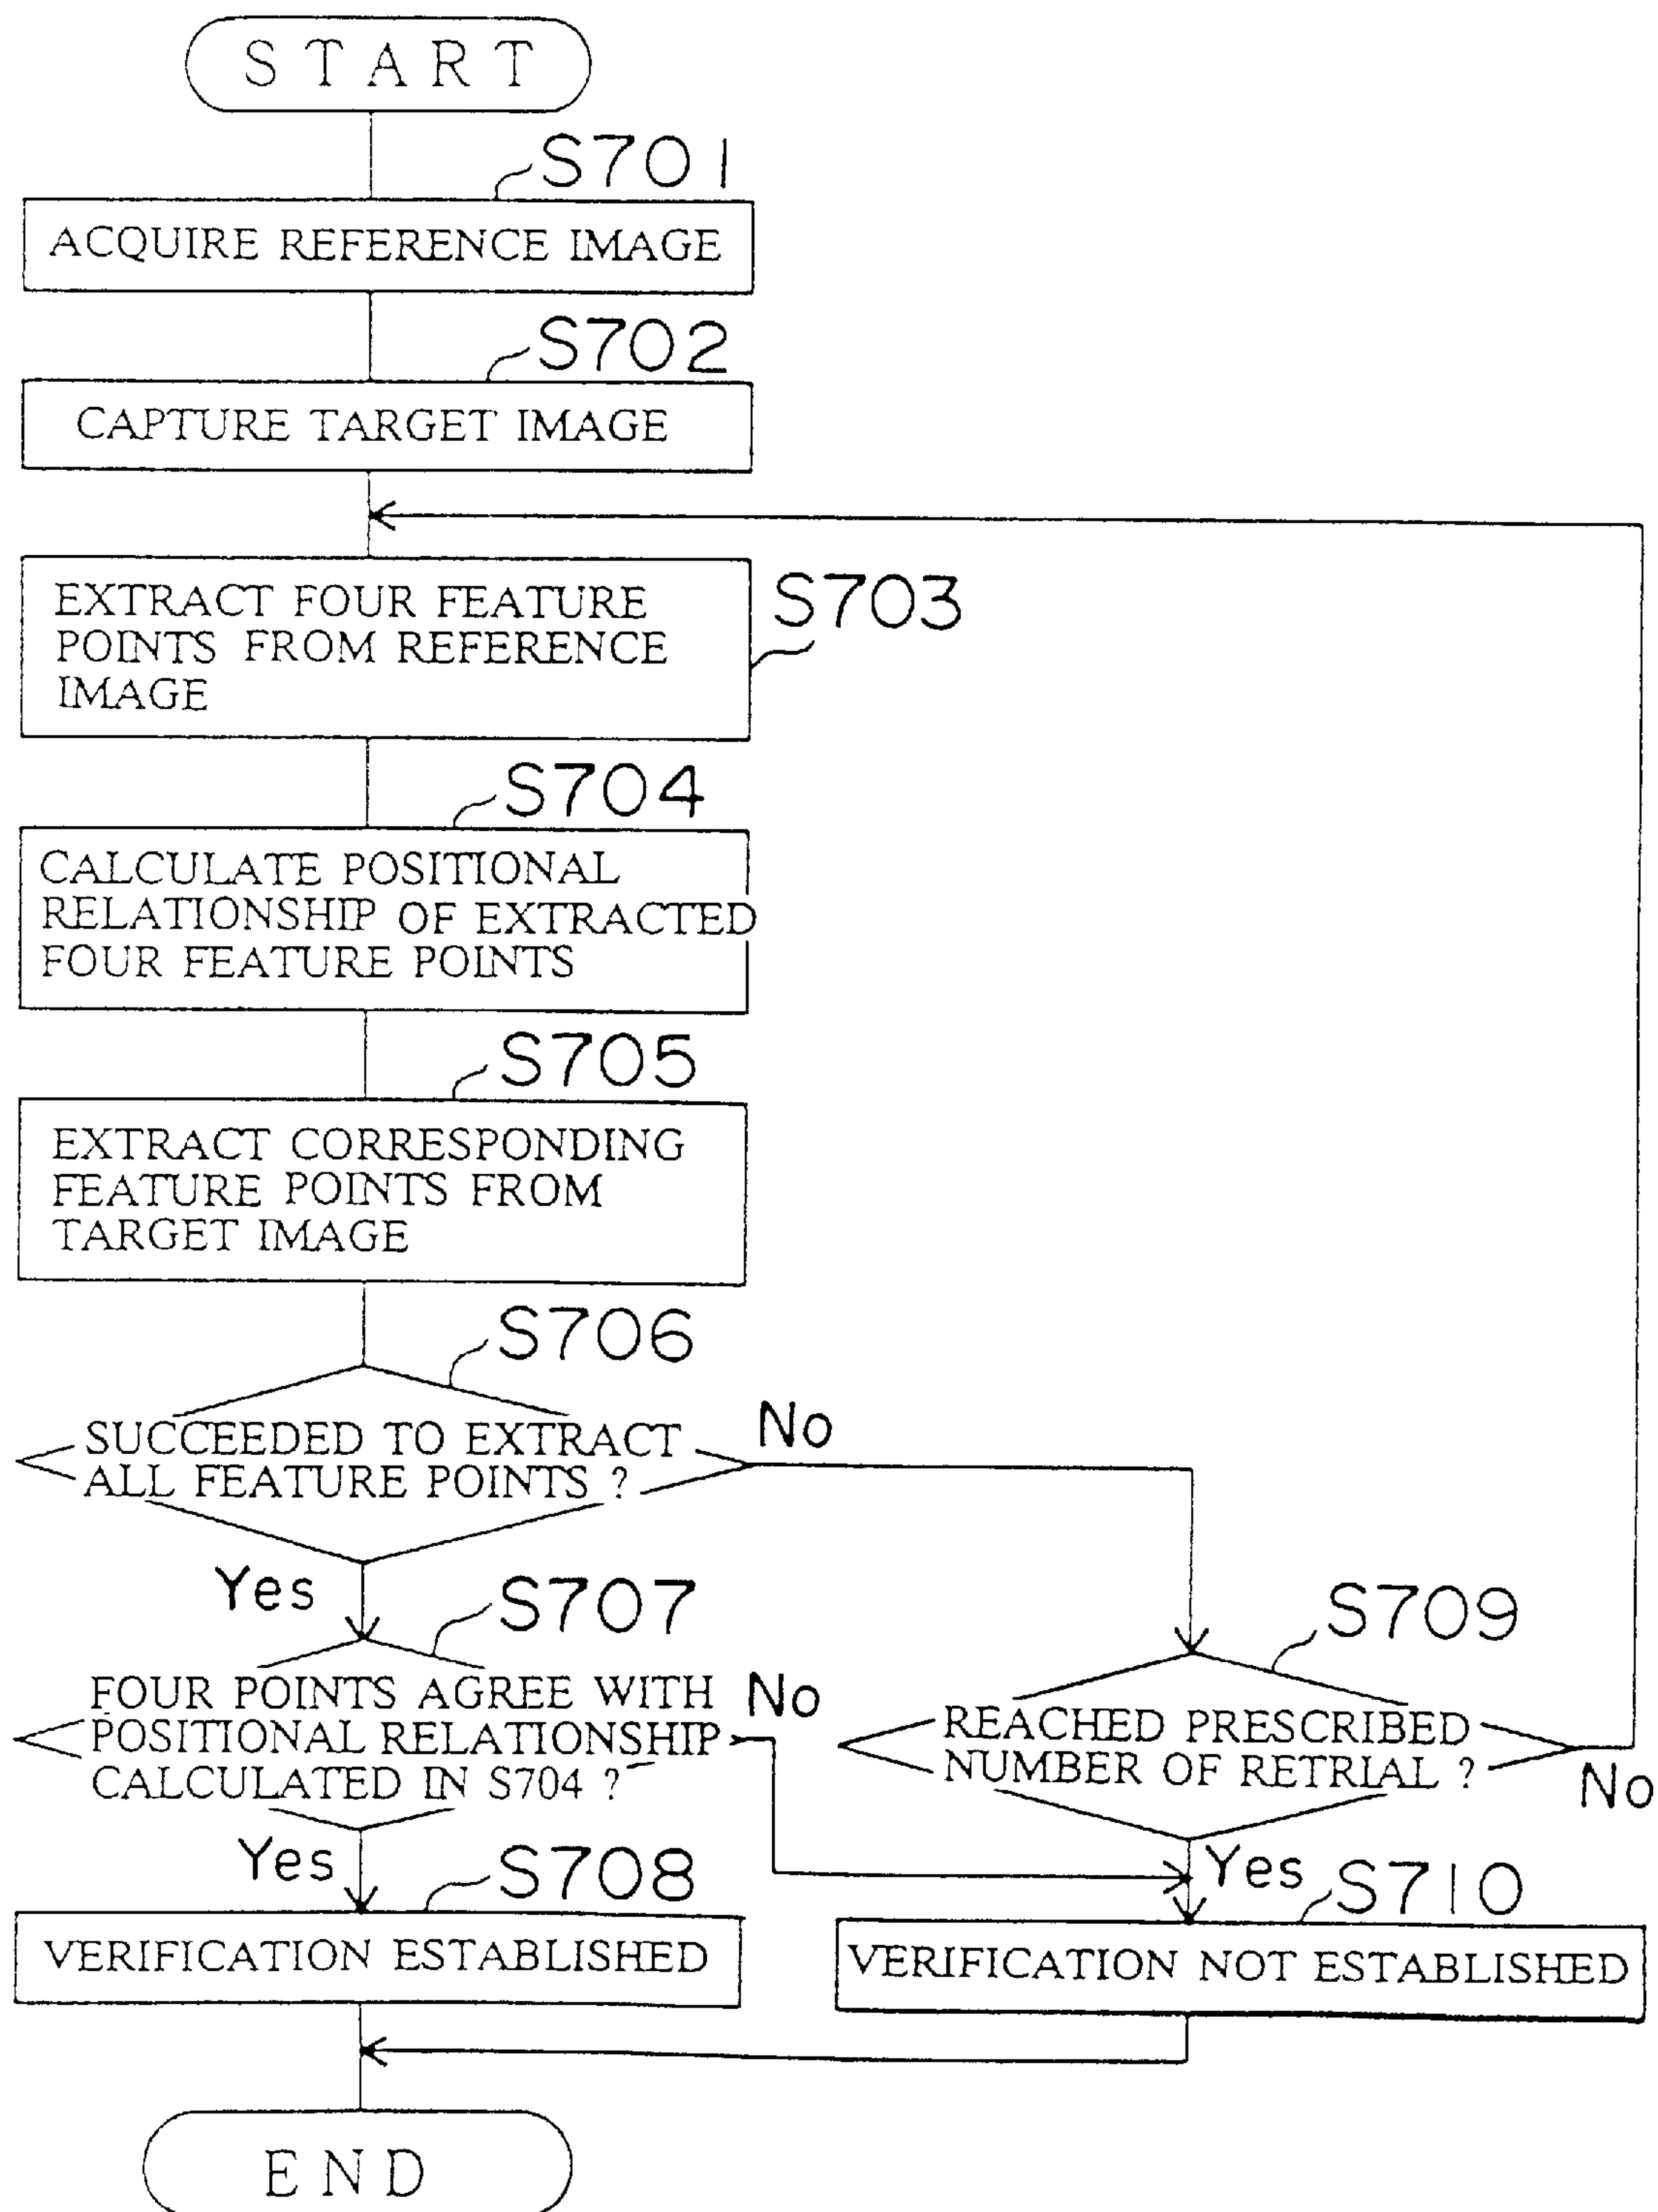 START
S701
ACQUIRE REFERENCE IMAGE
S702
CAPTURE TARGET IMAGE
S703
EXTRACT FOUR FEATURE
POINTS FROM REFERENCE
IMAGE
S704
CALCULATE POSITIONAL
RELATIONSHIP OF EXTRACTED
FOUR FEATURE POINTS
S705
EXTRACT CORRESPONDING
FEATURE POINTS FROM
TARGET IMAGE
S706
SUCCEEDED TO EXTRACT
ALL FEATURE POINTS ?
No
Yes
S707
FOUR POINTS AGREE WITH
POSITIONAL RELATIONSHIP
CALCULATED IN S704 ?
No
Yes
S709
REACHED PRESCRIBED
NUMBER OF RETRIAL ?
No
Yes
S708
VERIFICATION ESTABLISHED
S710
VERIFICATION NOT ESTABLISHED
END